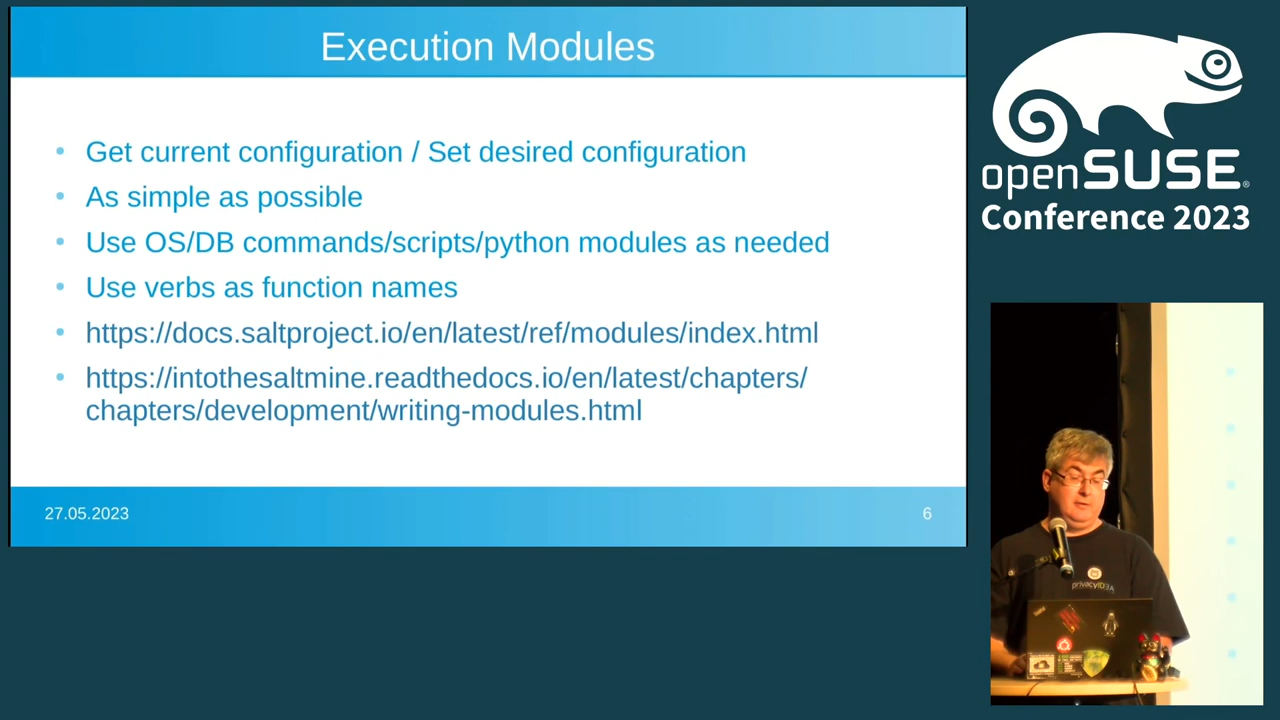 Execution Modules
• Get current configuration / Set desired configuration
• As simple as possible
• Use OS/DB commands/scripts/python modules as needed
• Use verbs as function names
• https://docs.saltproject.io/en/latest/ref/modules/index.html
• https://intothesaltmine.readthedocs.io/en/latest/chapters/
chapters/development/writing-modules.html
27.05.2023
6
openSUSE®
Conference 2023
privacyIDEA